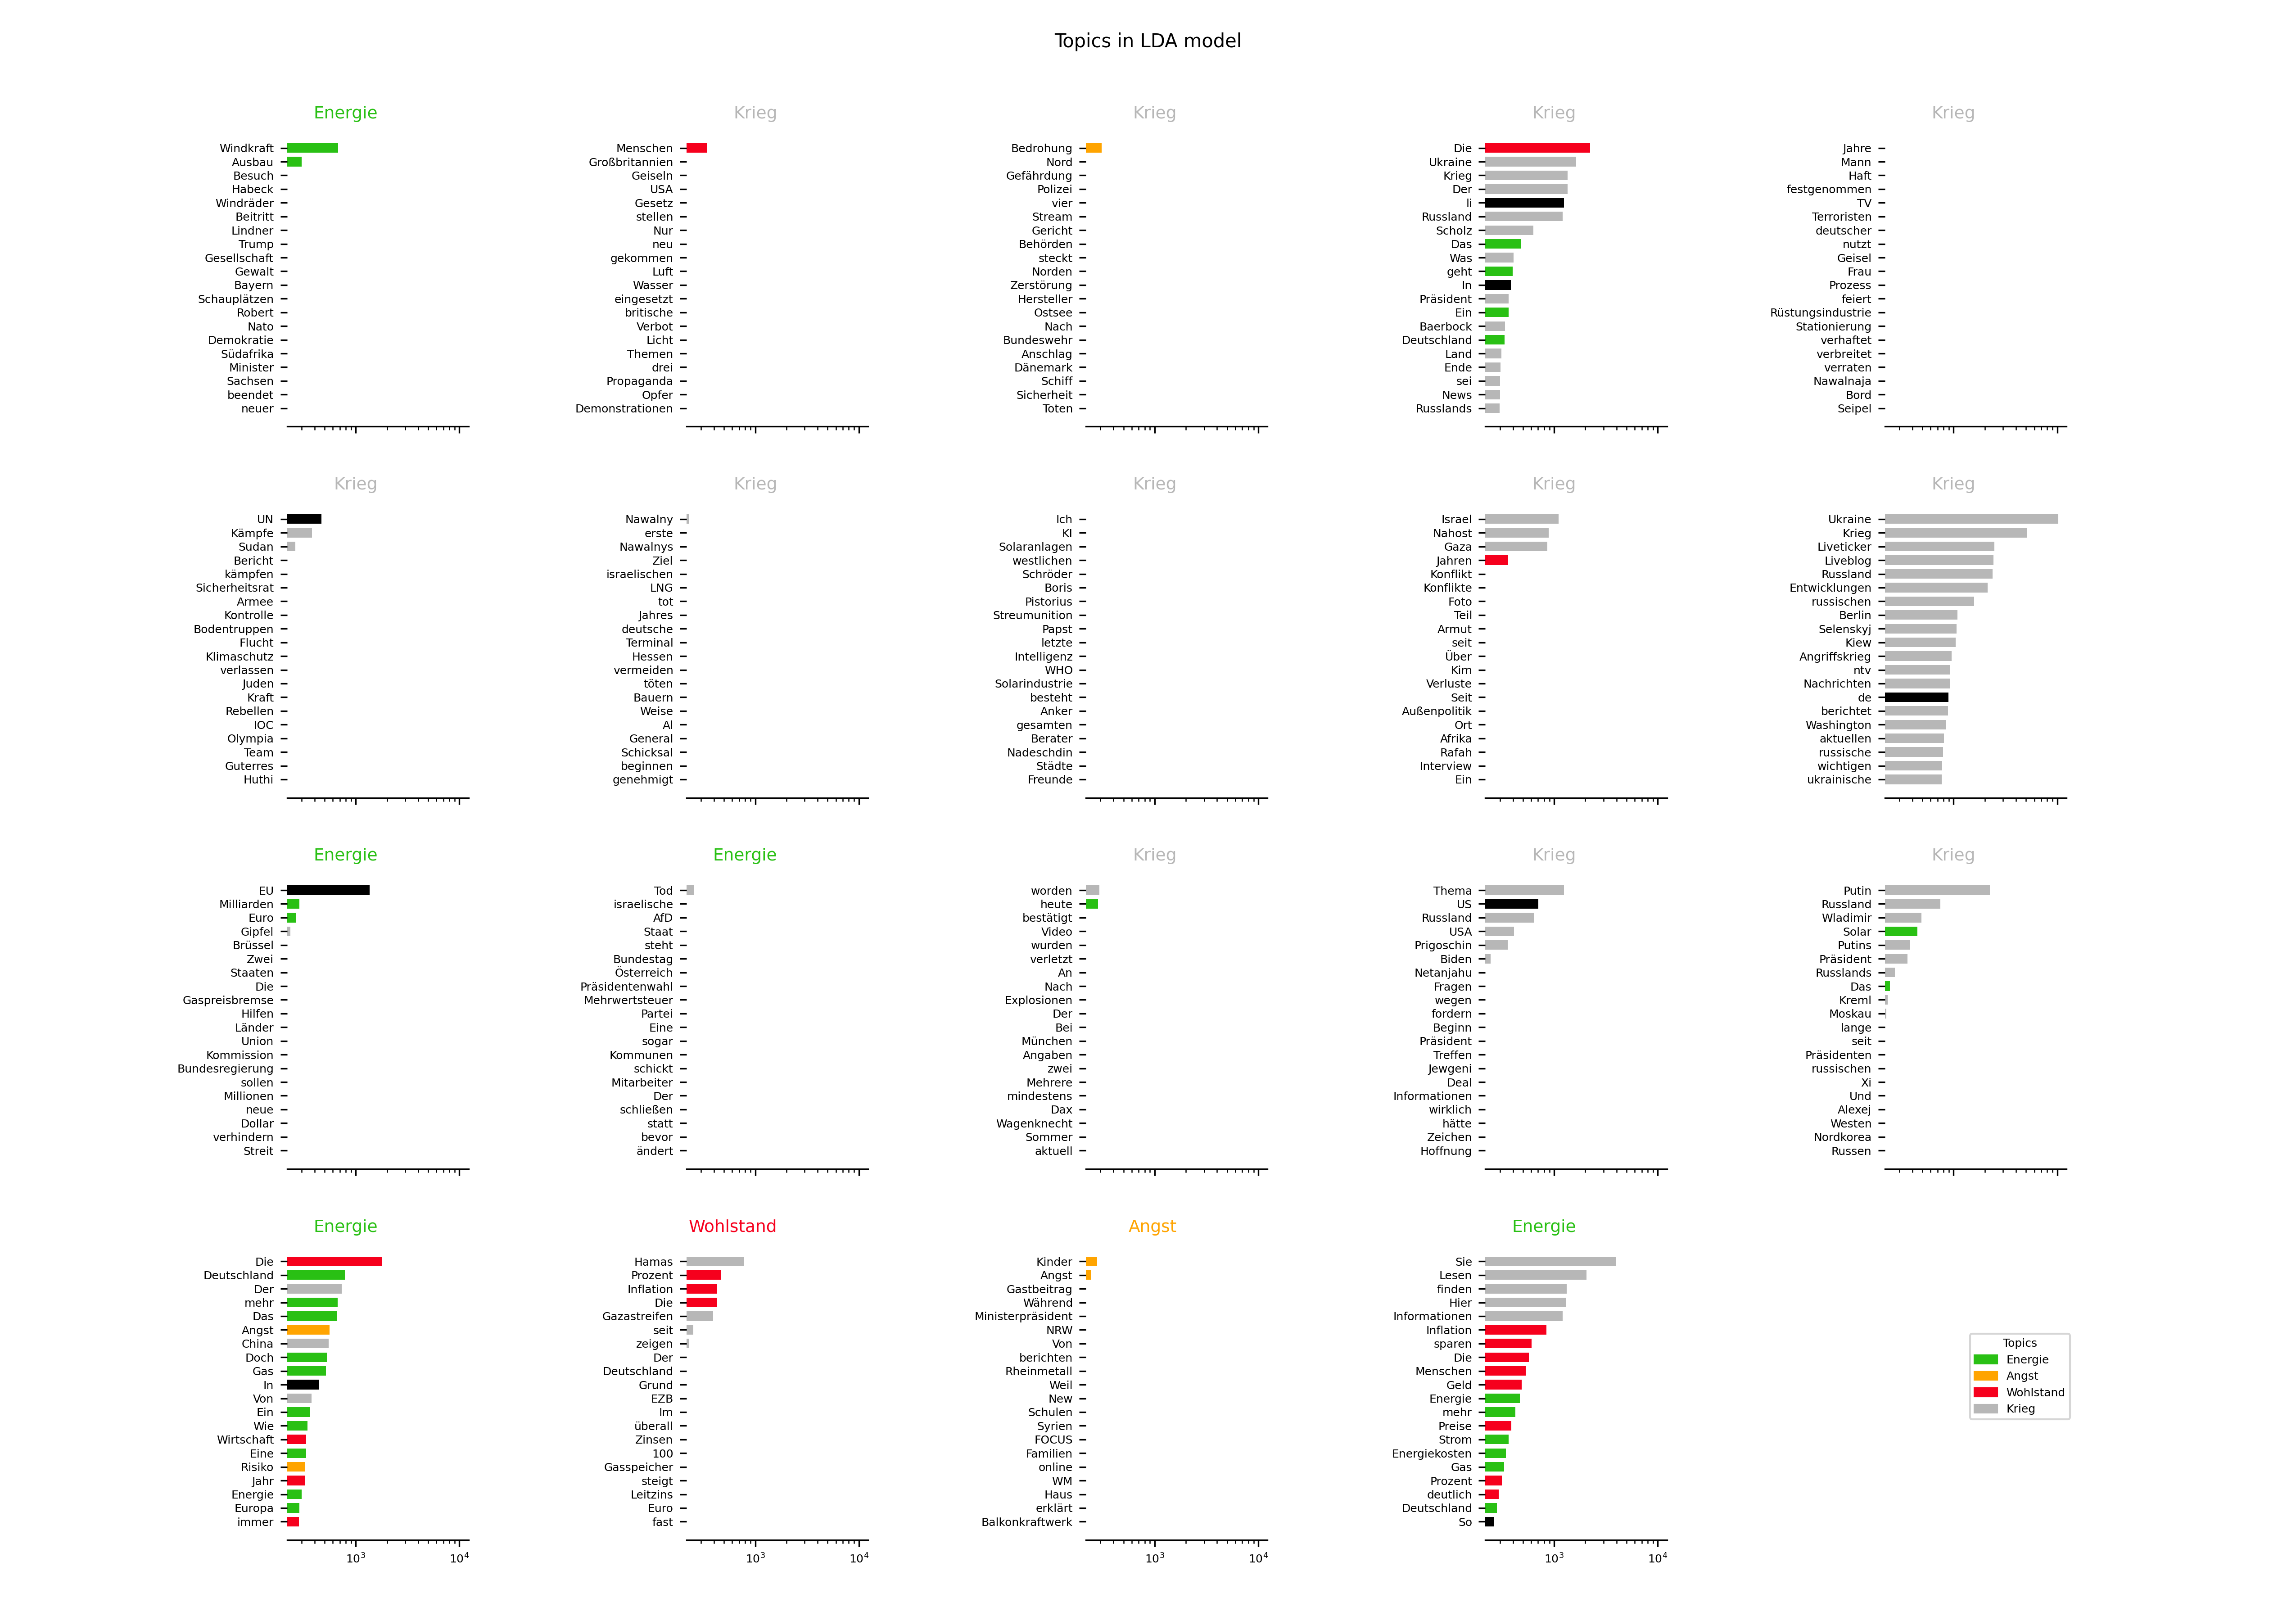 Topics in LDA model
Energie
Windkraft
Ausbau
Besuch
Habeck
Windräder
Beitritt
Lindner
Trump
Gesellschaft
Gewalt
Bayern
Schauplätzen
Robert
Nato
Demokratie
Südafrika
Minister
Sachsen
beendet
neuer
Krieg
Menschen
Großbritannien
Geiseln
USA
Gesetz
stellen
Nur
neu
gekommen
Luft
Wasser
eingesetzt
britische
Verbot
Licht
Themen
drei
Propaganda
Opfer
Demonstrationen
Krieg
Bedrohung
Nord
Gefährdung
Polizei
vier
Stream
Gericht
Behörden
steckt
Norden
Zerstörung
Hersteller
Ostsee
Nach
Bundeswehr
Anschlag
Dänemark
Schiff
Sicherheit
Toten
Krieg
Die
Ukraine
Krieg
Der
li
Russland
Scholz
Das
Was
geht
In
Präsident
Ein
Baerbock
Deutschland
Land
Ende
sei
News
Russlands
Krieg
Jahre
Mann
Haft
festgenommen
TV
Terroristen
deutscher
nutzt
Geisel
Frau
Prozess
feiert
Rüstungsindustrie
Stationierung
verhaftet
verbreitet
verraten
Nawalnaja
Bord
Seipel
Krieg
UN
Kämpfe
Sudan
Bericht
kämpfen
Sicherheitsrat
Armee
Kontrolle
Bodentruppen
Flucht
Klimaschutz
verlassen
Juden
Kraft
Rebellen
IOC
Olympia
Team
Guterres
Huthi
Krieg
Nawalny
erste
Nawalnys
Ziel
israelischen
LNG
tot
Jahres
deutsche
Terminal
Hessen
vermeiden
töten
Bauern
Weise
Al
General
Schicksal
beginnen
genehmigt
Krieg
Ich
KI
Solaranlagen
westlichen
Schröder
Boris
Pistorius
Streumunition
Papst
letzte
Intelligenz
WHO
Solarindustrie
besteht
Anker
gesamten
Berater
Nadeschdin
Städte
Freunde
Krieg
Israel
Nahost
Gaza
Jahren
Konflikt
Konflikte
Foto
Teil
Armut
seit
Über
Kim
Verluste
Seit
Außenpolitik
Ort
Afrika
Rafah
Interview
Ein
Krieg
Ukraine
Krieg
Liveticker
Liveblog
Russland
Entwicklungen
russischen
Berlin
Selenskyj
Kiew
Angriffskrieg
ntv
Nachrichten
de
berichtet
Washington
aktuellen
russische
wichtigen
ukrainische
Energie
EU
Milliarden
Euro
Gipfel
Brüssel
Zwei
Staaten
Die
Gaspreisbremse
Hilfen
Länder
Union
Kommission
Bundesregierung
sollen
Millionen
neue
Dollar
verhindern
Streit
Energie
Tod
israelische
AfD
Staat
steht
Bundestag
Österreich
Präsidentenwahl
Mehrwertsteuer
Partei
Eine
sogar
Kommunen
schickt
Mitarbeiter
Der
schließen
statt
bevor
ändert
Krieg
worden
heute
bestätigt
Video
wurden
verletzt
An
Nach
Explosionen
Der
Bei
München
Angaben
zwei
Mehrere
mindestens
Dax
Wagenknecht
Sommer
aktuell
Krieg
Thema
US
Russland
USA
Prigoschin
Biden
Netanjahu
Fragen
wegen
fordern
Beginn
Präsident
Treffen
Jewgeni
Deal
Informationen
wirklich
hätte
Zeichen
Hoffnung
Krieg
Putin
Russland
Wladimir
Solar
Putins
Präsident
Russlands
Das
Kreml
Moskau
lange
seit
Präsidenten
russischen
Xi
Und
Alexej
Westen
Nordkorea
Russen
Energie
Die
Deutschland
Der
mehr
Das
Angst
China
Doch
Gas
In
Von
Ein
Wie
Wirtschaft
Eine
Risiko
Jahr
Energie
Europa
immer
10³ 10⁴
Wohlstand
Hamas
Prozent
Inflation
Die
Gazastreifen
seit
zeigen
Der
Deutschland
Grund
EZB
Im
überall
Zinsen
100
Gasspeicher
steigt
Leitzins
Euro
fast
10³ 10⁴
Angst
Kinder
Angst
Gastbeitrag
Während
Ministerpräsident
NRW
Von
berichten
Rheinmetall
Weil
New
Schulen
Syrien
FOCUS
Familien
online
WM
Haus
erklärt
Balkonkraftwerk
10³ 10⁴
Energie
Sie
Lesen
finden
Hier
Informationen
Inflation
sparen
Die
Menschen
Geld
Energie
mehr
Preise
Strom
Energiekosten
Gas
Prozent
deutlich
Deutschland
So
10³ 10⁴
Topics
Energie
Angst
Wohlstand
Krieg